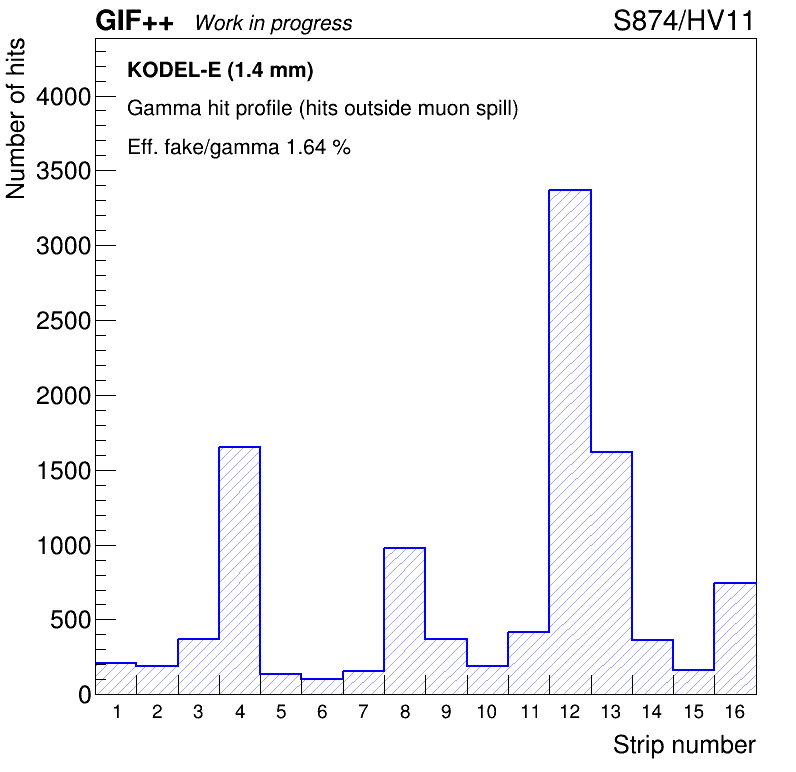 GIF++ Work in progress S874/HV11
Number of hits
KODEL-E (1.4 mm)
Gamma hit profile (hits outside muon spill)
Eff. fake/gamma 1.64 %
4000
3500
3000
2500
2000
1500
1000
500
0
1 2 3 4 5 6 7 8 9 10 11 12 13 14 15 16
Strip number